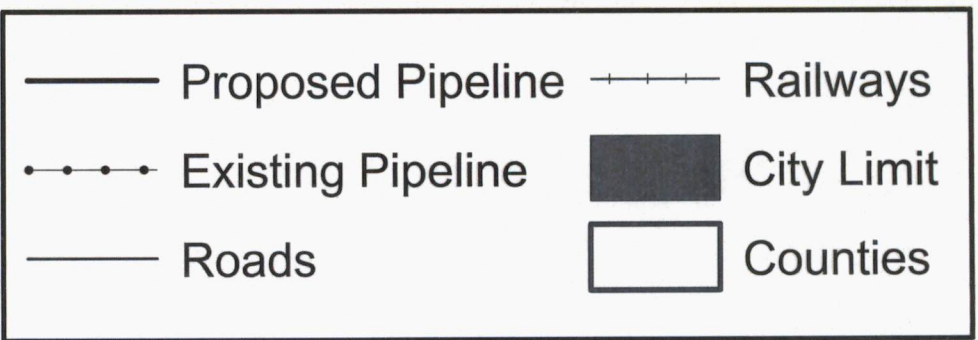 Proposed Pipeline
Existing Pipeline
Roads
Railways
City Limit
Counties